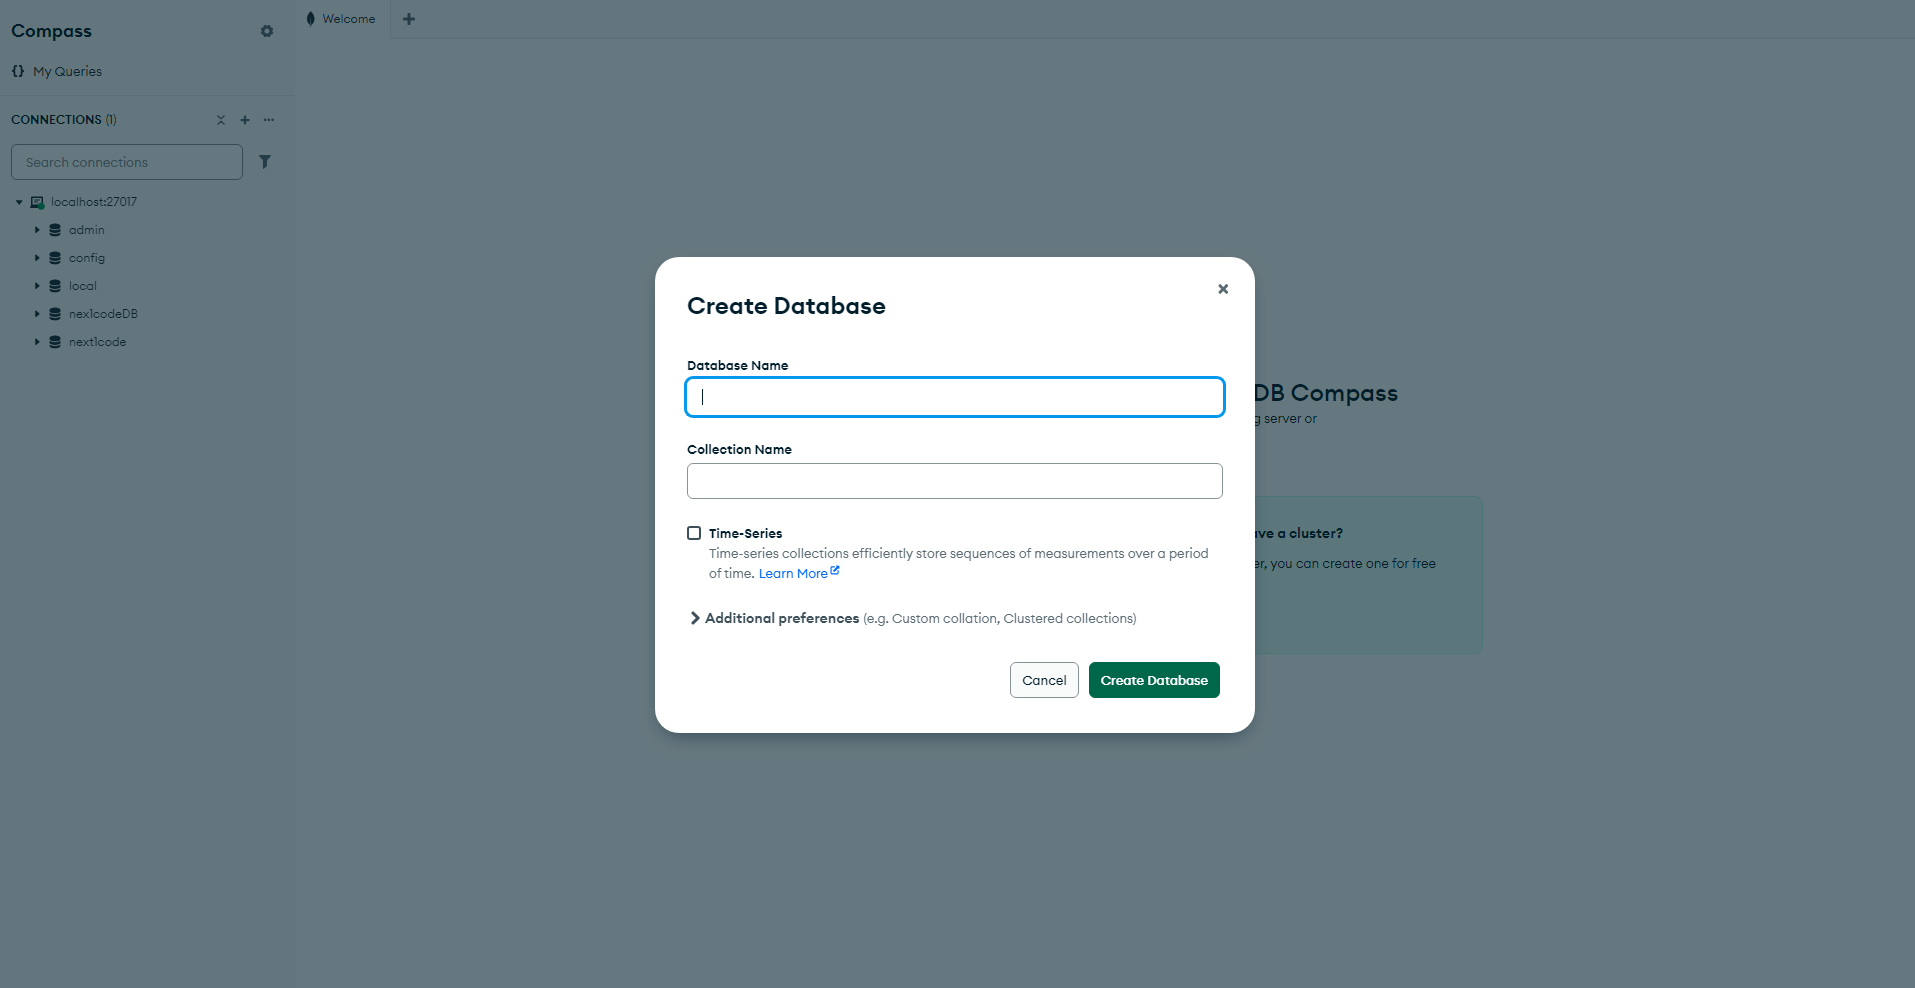 Compass
My Queries
CONNECTIONS (1)
Search connections
localhost:27017
admin
config
local
nex1codeDB
next1code
Welcome
DB Compass
g server or
ave a cluster?
er, you can create one for free
Create Database
Database Name
Collection Name
Time-Series
Time-series collections efficiently store sequences of measurements over a period
of time. Learn More
Additional preferences (e.g. Custom collation, Clustered collections)
Cancel
Create Database